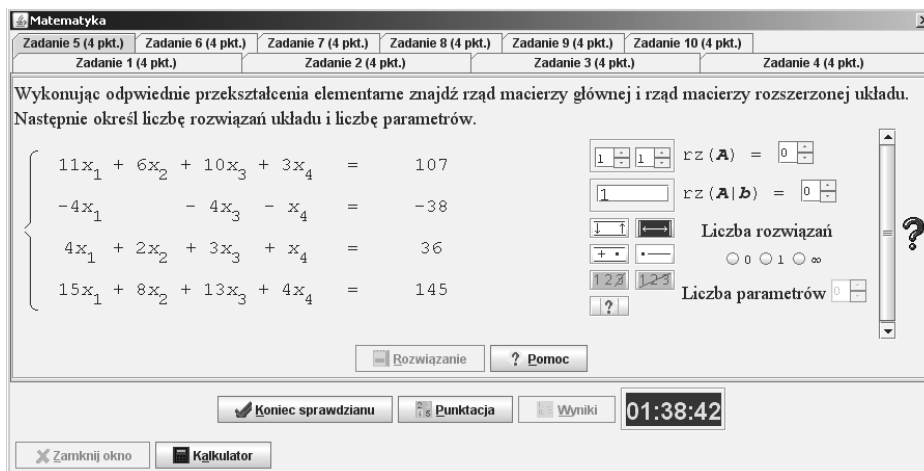 Matematyka
Zadanie 5 (4 pkt.) Zadanie 6 (4 pkt.) Zadanie 7 (4 pkt.) Zadanie 8 (4 pkt.) Zadanie 9 (4 pkt.) Zadanie 10 (4 pkt.)
Zadanie 1 (4 pkt.) Zadanie 2 (4 pkt.) Zadanie 3 (4 pkt.) Zadanie 4 (4 pkt.)
Wykonując odpwiednie przekształcenia elementarne znajdź rząd macierzy głównej i rząd macierzy rozszerzonej układu.
Następnie określ liczbę rozwiązań układu i liczbę parametrów.
11x₁ + 6x₂ + 10x₃ + 3x₄ = 107
-4x₁ - 4x₃ - x₄ = -38
4x₁ + 2x₂ + 3x₃ + x₄ = 36
15x₁ + 8x₂ + 13x₃ + 4x₄ = 145
1 1 rz(A) = 0
1 rz(A|b) = 0
Liczba rozwiązań
0 1 ∞
123 123
Liczba parametrów 0
?
?
Rozwiązanie ? Pomoc
Koniec sprawdzianu Punktacja Wyniki 01:38:42
Zamknij okno Kalkulator